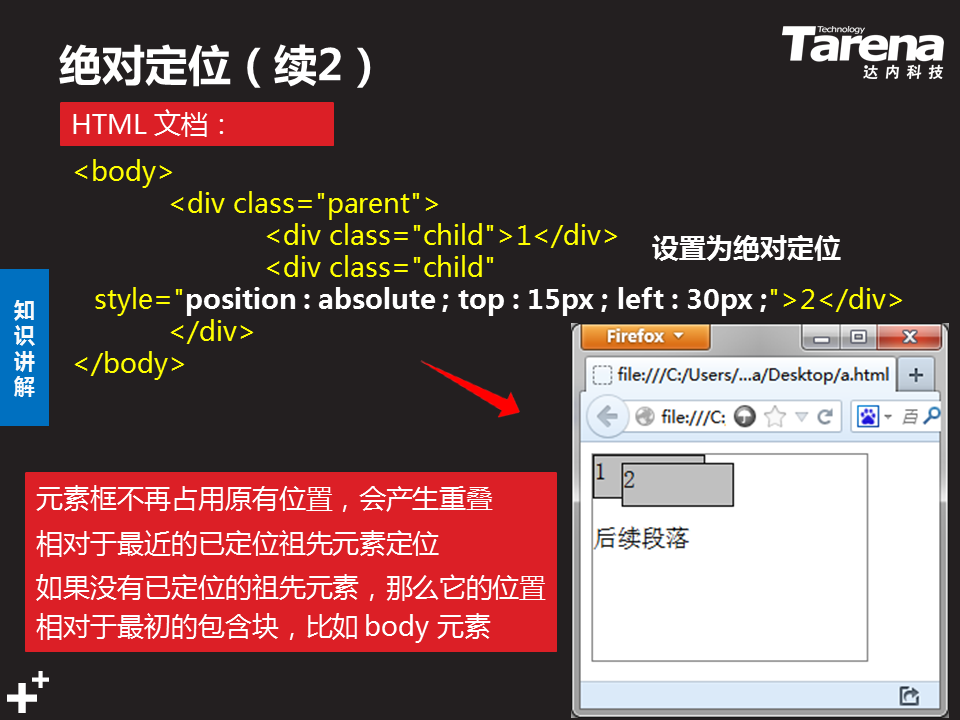 绝对定位（续2）
Technology
Tarena
达内科技
HTML 文档：
<body>
<div class="parent">
<div class="child">1</div>
设置为绝对定位
<div class="child"
style="position : absolute ; top : 15px ; left : 30px ;">2</div>
</div>
</body>
知识讲解
Firefox
file:///C:/Users/...a/Desktop/a.html
file:///C:
百
1
2
后续段落
元素框不再占用原有位置，会产生重叠
相对于最近的已定位祖先元素定位
如果没有已定位的祖先元素，那么它的位置
相对于最初的包含块，比如 body 元素